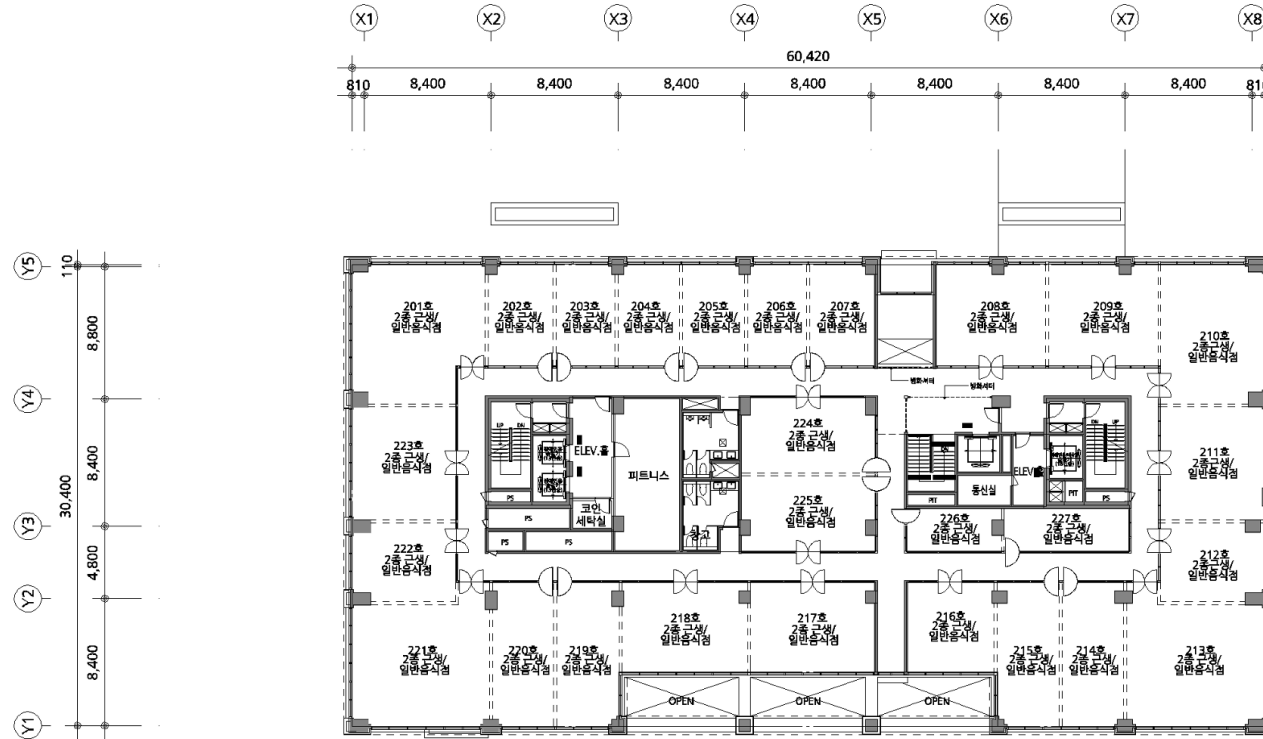 X1 X2 X3 X4 X5 X6 X7 X8
60,420
810 8,400 8,400 8,400 8,400 8,400 8,400 8,400 810
Y5
110
8,800
Y4
8,400
30,400
Y3
4,800
Y2
8,400
Y1
201호
2종 근생/
일반음식점
202호
2종 근생/
일반음식점
203호
2종 근생/
일반음식점
204호
2종 근생/
일반음식점
205호
2종 근생/
일반음식점
206호
2종 근생/
일반음식점
207호
2종 근생/
일반음식점
208호
2종 근생/
일반음식점
209호
2종 근생/
일반음식점
210호
2종근생/
일반음식점
방화셔터
방화셔터
223호
2종 근생/
일반음식점
UP DN
ELEV.홀
PS
PS
PS PS
코인
세탁실
피트니스
창고
224호
2종 근생/
일반음식점
225호
2종 근생/
일반음식점
DN
PIT
통신실
ELEV.홀
PIT
DN UP
PS
211호
2종 근생/
일반음식점
226호
2종 근생/
일반음식점
227호
2종 근생/
일반음식점
222호
2종 근생/
일반음식점
212호
2종 근생/
일반음식점
221호
2종 근생/
일반음식점
220호
2종 근생/
일반음식점
219호
2종 근생/
일반음식점
218호
2종 근생/
일반음식점
217호
2종 근생/
일반음식점
216호
2종 근생/
일반음식점
215호
2종 근생/
일반음식점
214호
2종 근생/
일반음식점
213호
2종 근생/
일반음식점
OPEN OPEN OPEN